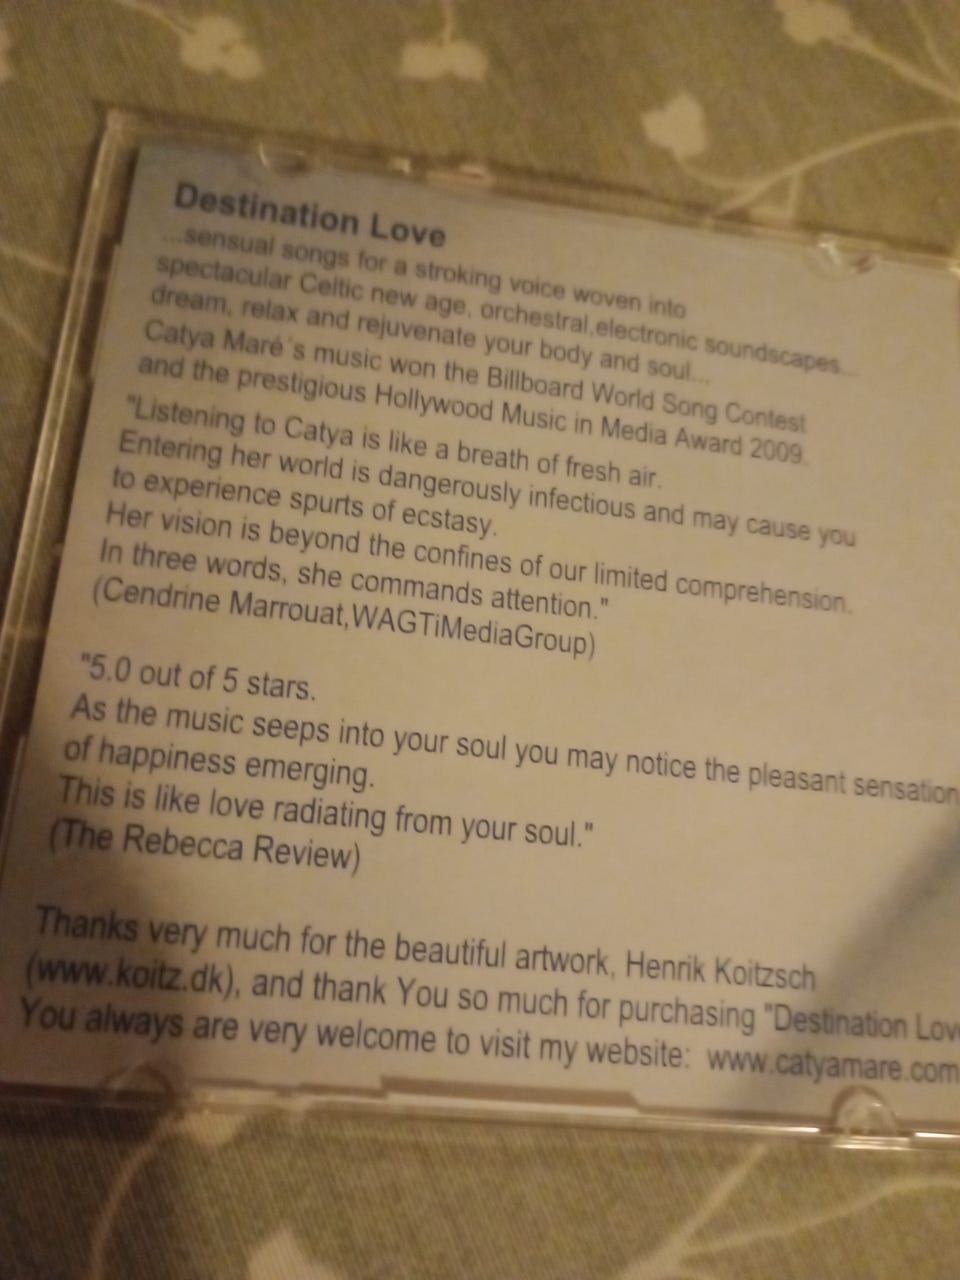 Destination Love
...sensual songs for a stroking voice woven into
spectacular Celtic new age, orchestral,electronic soundscapes...
dream, relax and rejuvenate your body and soul...
Catya Maré´s music won the Billboard World Song Contest
and the prestigious Hollywood Music in Media Award 2009.
"Listening to Catya is like a breath of fresh air.
Entering her world is dangerously infectious and may cause you
to experience spurts of ecstasy.
Her vision is beyond the confines of our limited comprehension.
In three words, she commands attention."
(Cendrine Marrouat,WAGTiMediaGroup)
"5.0 out of 5 stars.
As the music seeps into your soul you may notice the pleasant sensation
of happiness emerging.
This is like love radiating from your soul."
(The Rebecca Review)
Thanks very much for the beautiful artwork, Henrik Koitzsch
(www.koitz.dk), and thank You so much for purchasing "Destination Lov
You always are very welcome to visit my website: www.catyamare.com